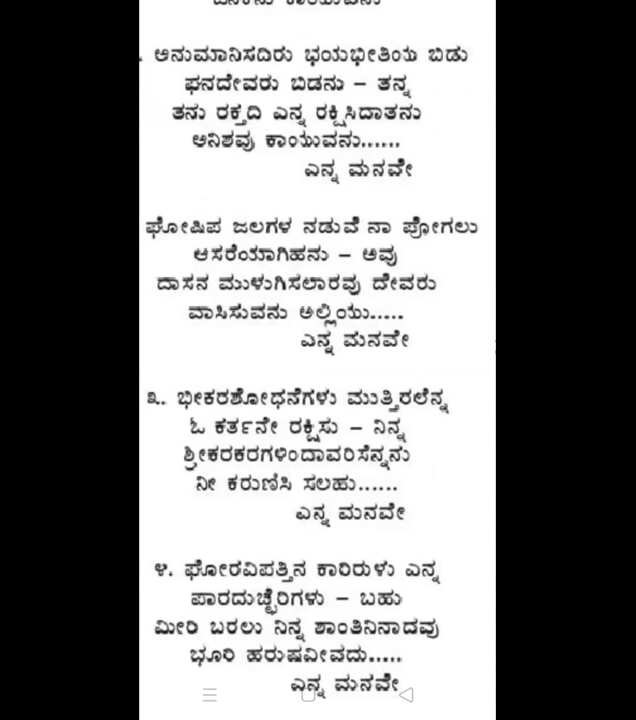 . ಅನುಮಾನಿಸದಿರು ಭಯಭೀತಿಯ ಬಿಡು
ಘನದೇವರು ಬಿಡನು – ತನ್ನ
ತನು ರಕ್ತದಿ ಎನ್ನ ರಕ್ಷಿಸಿದಾತನು
ಅನಿಶವು ಕಾಯುವನು......
ಎನ್ನ ಮನವೇ
ಘೋಷಿಪ ಜಲಗಳ ನಡುವೆ ನಾ ಪೋಗಲು
ಆಸರೆಯಾಗಿಹನು – ಅವು
ದಾಸನ ಮುಳುಗಿಸಲಾರವು ದೇವರು
ವಾಸಿಸುವನು ಅಲ್ಲಿಯು.....
ಎನ್ನ ಮನವೇ
೩. ಭೀಕರಶೋಧನೆಗಳು ಮುತ್ತಿರಲೆನ್ನ
ಓ ಕರ್ತನೇ ರಕ್ಷಿಸು – ನಿನ್ನ
ಶ್ರೀಕರಕರಗಳಿಂದಾವರಿಸೆನ್ನನು
ನೀ ಕರುಣಿಸಿ ಸಲಹು......
ಎನ್ನ ಮನವೇ
೪. ಘೋರವಿಪತ್ತಿನ ಕಾರಿರುಳು ಎನ್ನ
ಪಾರದುಚ್ಛೆರಿಗಳು – ಬಹು
ಮೀರಿ ಬರಲು ನಿನ್ನ ಶಾಂತಿನಿನಾದವು
ಭೂರಿ ಹರುಷವೀವದು.....
ಎನ್ನ ಮನವೇ